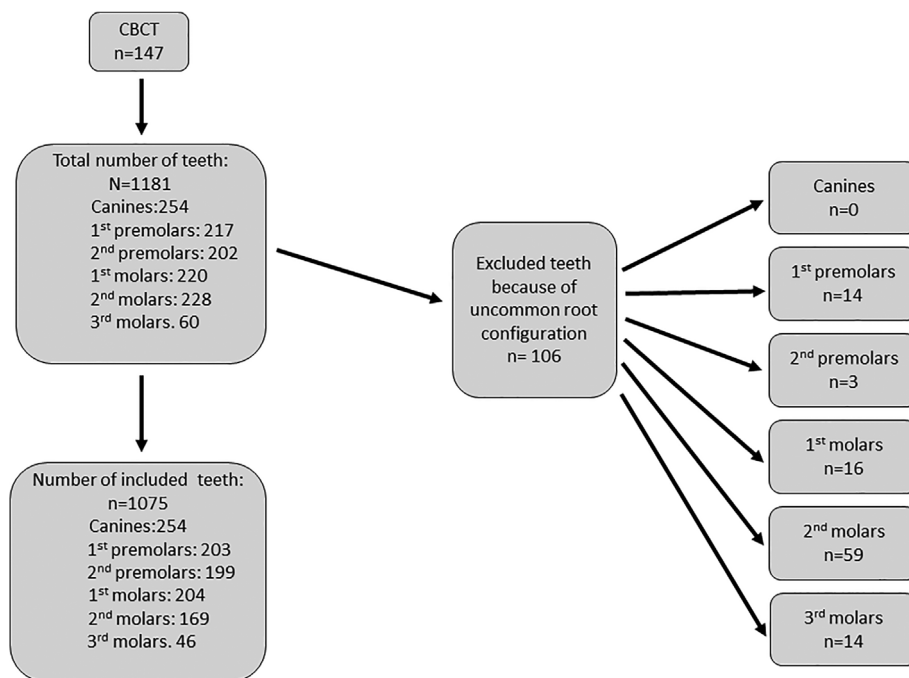 CBCT
n=147
Total number of teeth:
N=1181
Canines:254
1st premolars: 217
2nd premolars: 202
1st molars: 220
2nd molars: 228
3rd molars. 60
Number of included teeth:
n=1075
Canines:254
1st premolars: 203
2nd premolars: 199
1st molars: 204
2nd molars: 169
3rd molars. 46
Excluded teeth
because of
uncommon root
configuration
n= 106
Canines
n=0
1st premolars
n=14
2nd premolars
n=3
1st molars
n=16
2nd molars
n=59
3rd molars
n=14